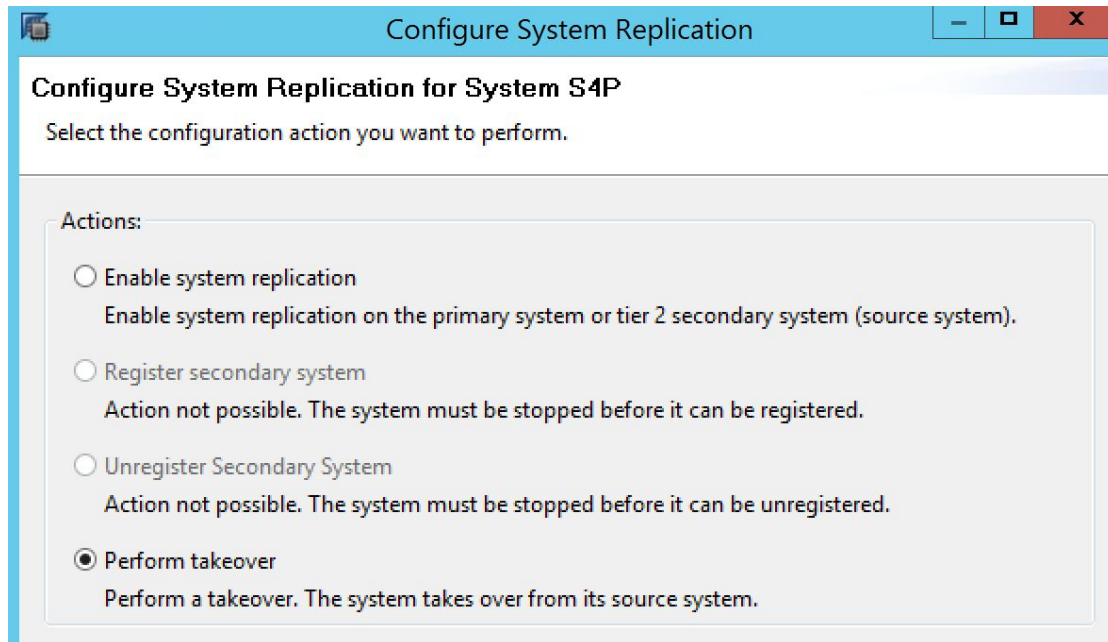 Configure System Replication
Configure System Replication for System S4P
Select the configuration action you want to perform.
Actions:
Enable system replication
Enable system replication on the primary system or tier 2 secondary system (source system).
Register secondary system
Action not possible. The system must be stopped before it can be registered.
Unregister Secondary System
Action not possible. The system must be stopped before it can be unregistered.
Perform takeover
Perform a takeover. The system takes over from its source system.